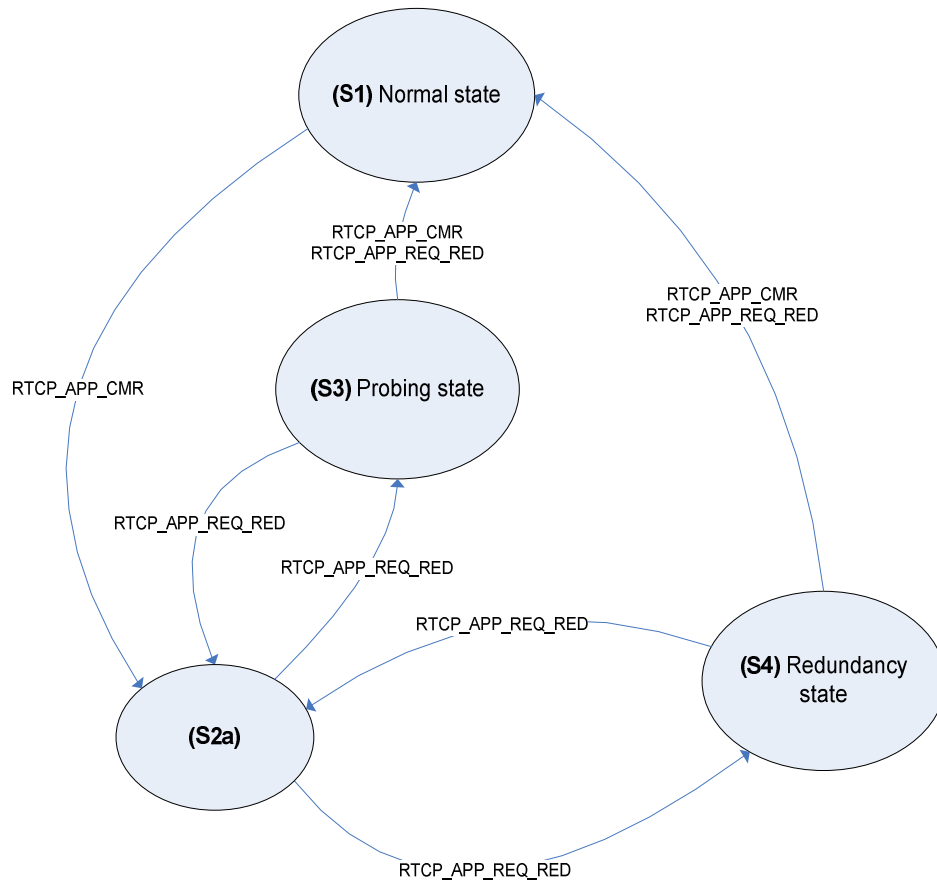 (S1) Normal state
RTCP_APP_CMR
RTCP_APP_REQ_RED
RTCP_APP_CMR
RTCP_APP_REQ_RED
(S3) Probing state
RTCP_APP_CMR
RTCP_APP_REQ_RED
RTCP_APP_REQ_RED
RTCP_APP_REQ_RED
(S4) Redundancy
state
(S2a)
RTCP_APP_REQ_RED